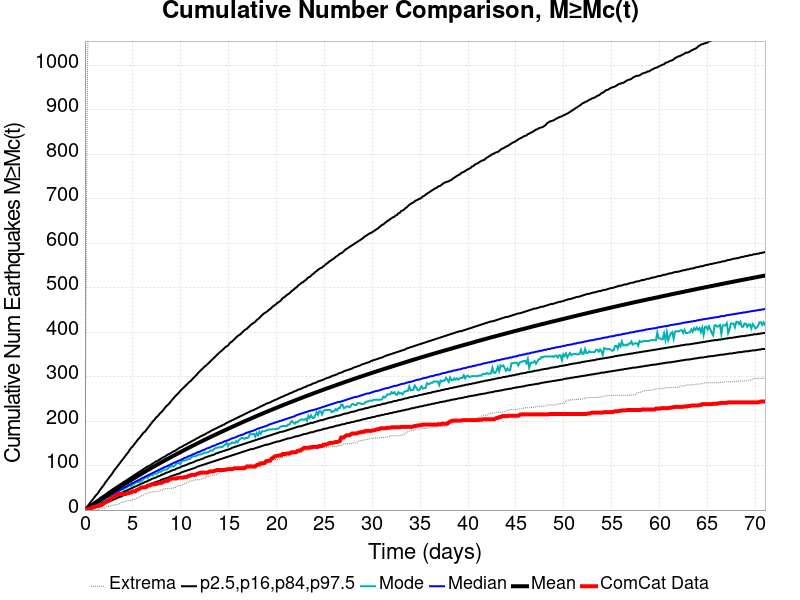 Cumulative Number Comparison, M≥Mc(t)
Cumulative Num Earthquakes M≥Mc(t)
1000
900
800
700
600
500
400
300
200
100
0
0 5 10 15 20 25 30 35 40 45 50 55 60 65 70
Time (days)
Extrema p2.5,p16,p84,p97.5 Mode Median Mean ComCat Data